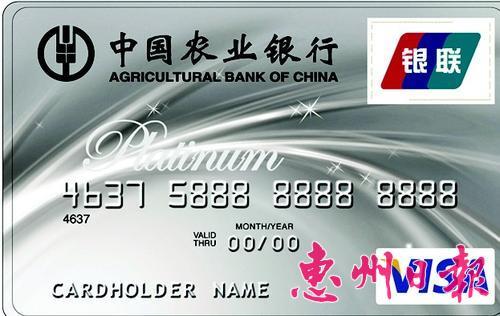 中国农业银行
AGRICULTURAL BANK OF CHINA
银联
Platinum
4637 5888 8888 8888
4637
MONTH/YEAR
VALID
THRU 00/00
惠州日報
VISA
CARDHOLDER NAME